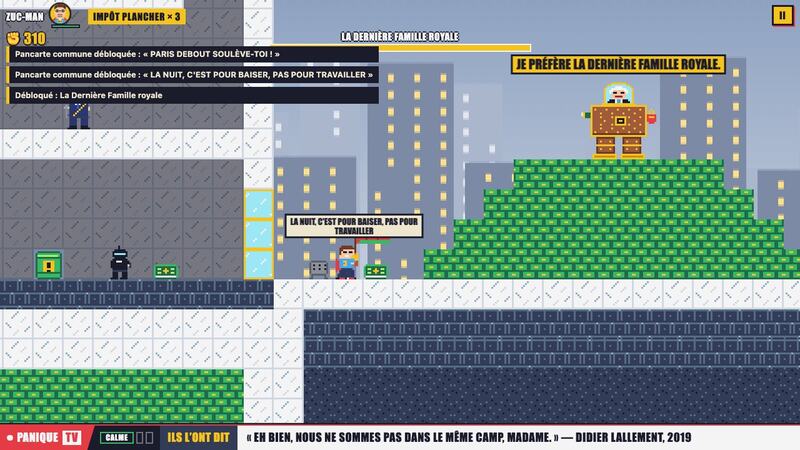 ZUC-MAN
IMPÔT PLANCHER × 3
310
LA DERNIÈRE FAMILLE ROYALE
Pancarte commune débloquée : « PARIS DEBOUT SOULÈVE-TOI ! »
Pancarte commune débloquée : « LA NUIT, C'EST POUR BAISER, PAS POUR TRAVAILLER »
Débloqué : La Dernière Famille royale
JE PRÉFÈRE LA DERNIÈRE FAMILLE ROYALE.
LA NUIT, C'EST POUR BAISER, PAS POUR
TRAVAILLER
PANIQUE TV
CALME
ILS L'ONT DIT
« EH BIEN, NOUS NE SOMMES PAS DANS LE MÊME CAMP, MADAME. » — DIDIER LALLEMENT, 2019